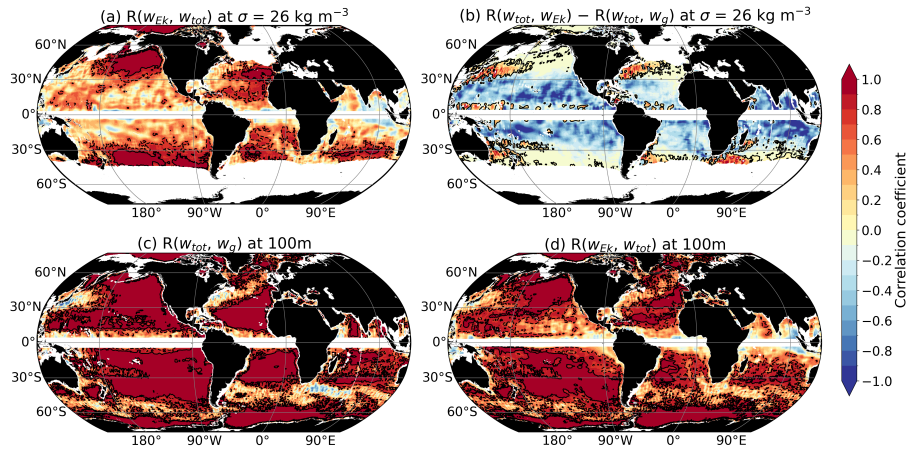 (a) R(w_Ek, w_tot) at σ = 26 kg m⁻³
(b) R(w_tot, w_Ek) − R(w_tot, w_g) at σ = 26 kg m⁻³
60°N
30°N
0°
30°S
60°S
180° 90°W 0° 90°E
60°N
30°N
0°
30°S
60°S
180° 90°W 0° 90°E
(c) R(w_tot, w_g) at 100m
(d) R(w_Ek, w_tot) at 100m
60°N
30°N
0°
30°S
60°S
180° 90°W 0° 90°E
60°N
30°N
0°
30°S
60°S
180° 90°W 0° 90°E
1.0
0.8
0.6
0.4
0.2
0.0
−0.2
−0.4
−0.6
−0.8
−1.0
Correlation coefficient